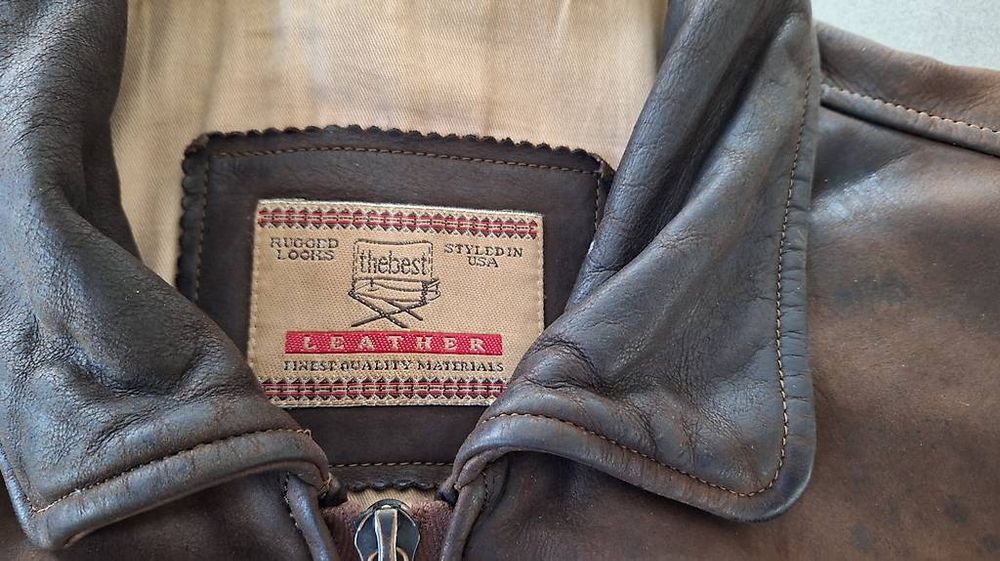 RUGGED
LOOKS
thebest
STYLED IN
USA
LEATHER
FINEST QUALITY MATERIALS